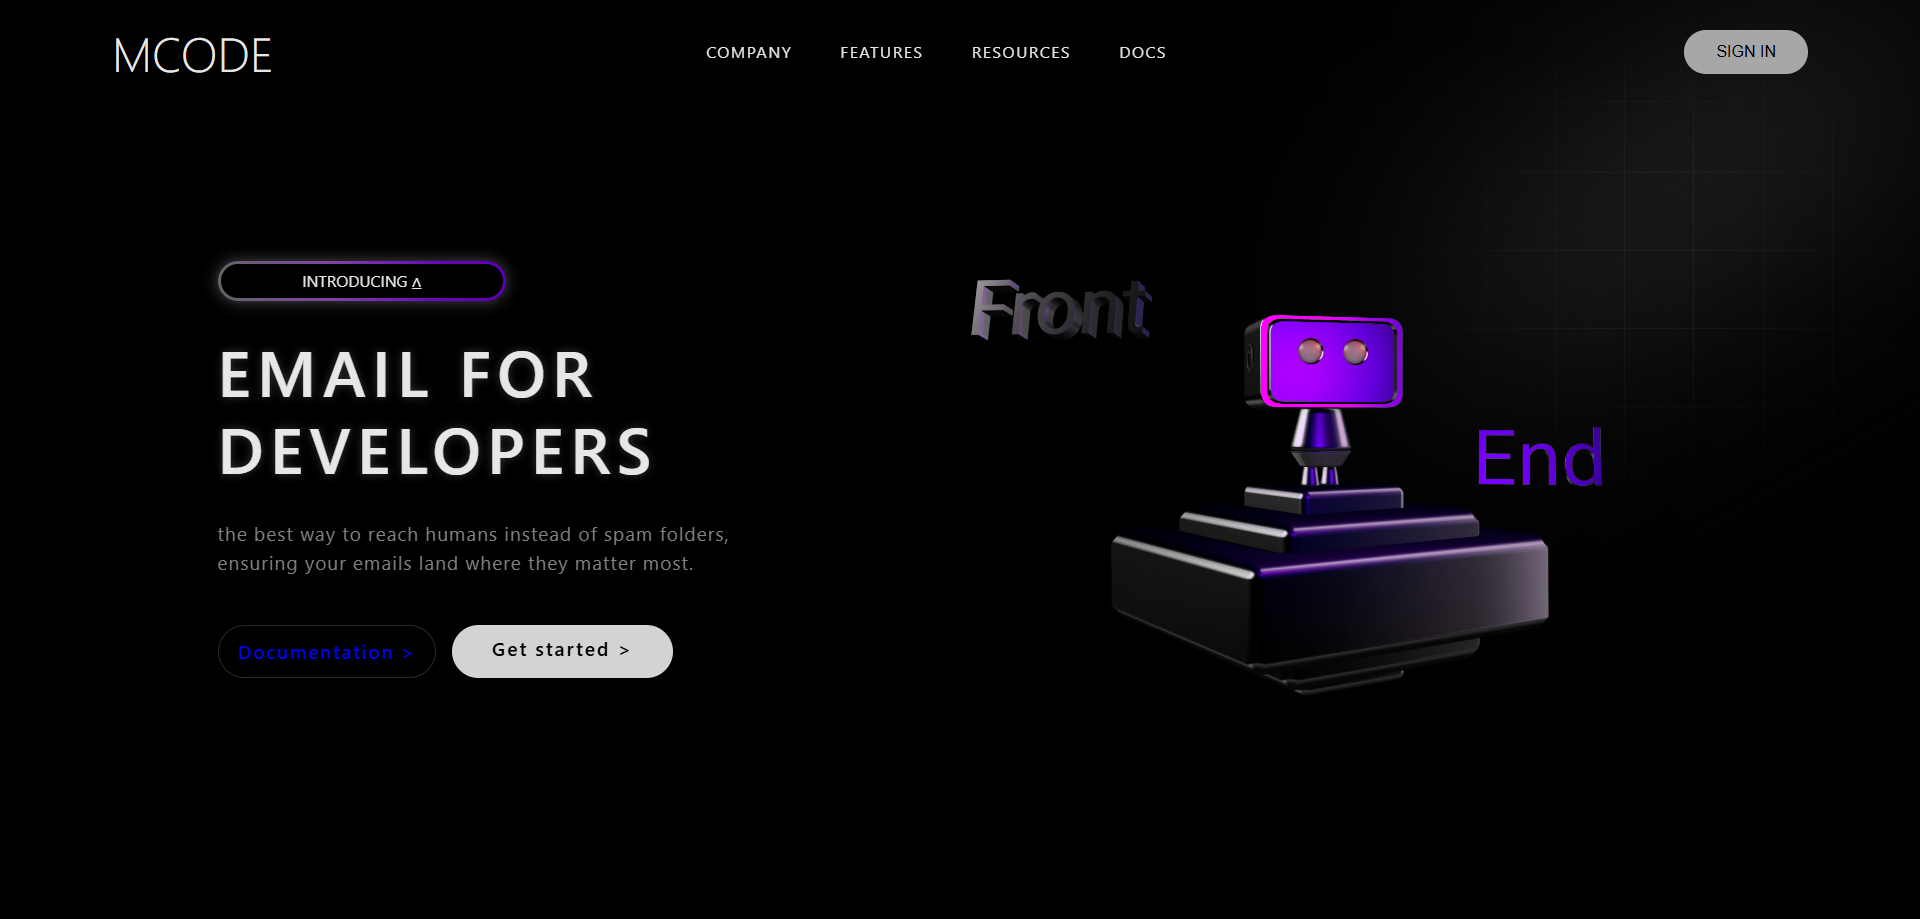 MCODE
COMPANY
FEATURES
RESOURCES
DOCS
SIGN IN
INTRODUCING △
EMAIL FOR
DEVELOPERS
the best way to reach humans instead of spam folders,
ensuring your emails land where they matter most.
Documentation >
Get started >
Front
End